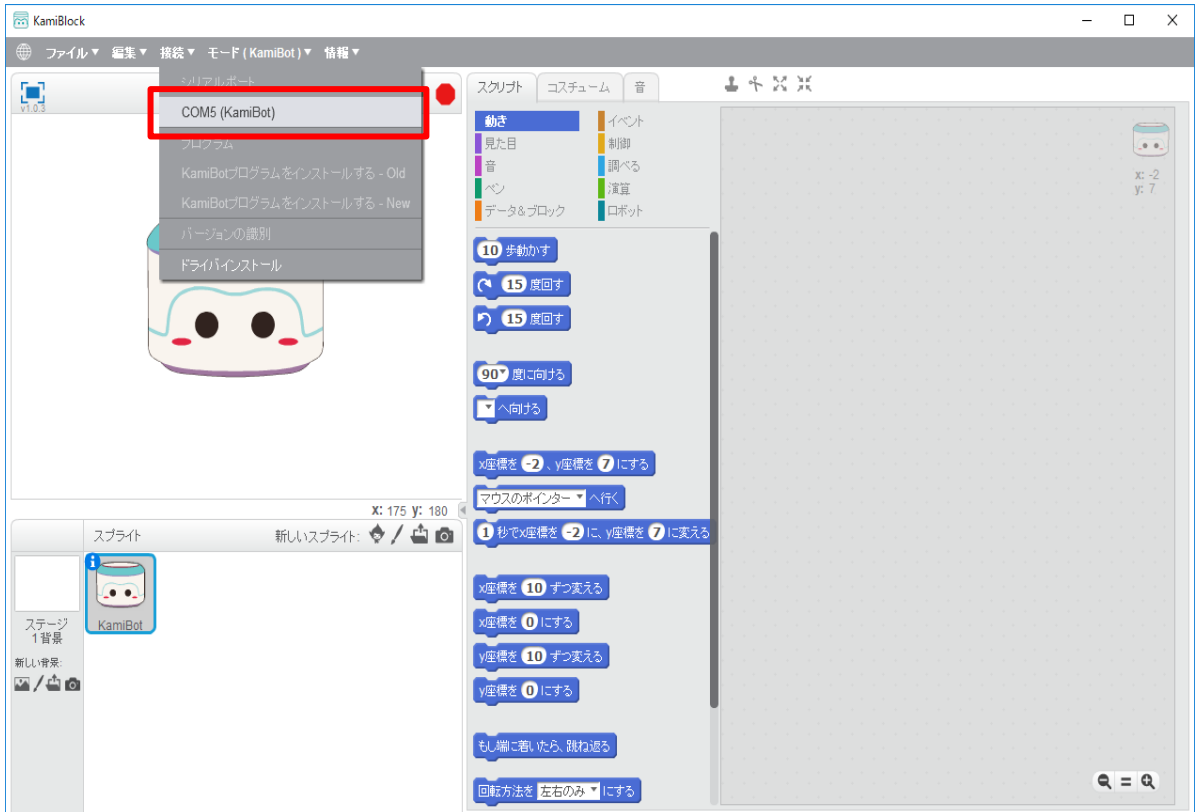 KamiBlock
ファイル▼ 編集▼ 接続▼ モード(KamiBot)▼ 情報▼
シリアルポート
COM5 (KamiBot)
プログラム
KamiBotプログラムをインストールする - Old
KamiBotプログラムをインストールする - New
バージョンの識別
ドライバインストール
v1.0.3
X: 175 y: 180
スプライト
新しいスプライト:
ステージ
1背景
新しい背景:
KamiBot
スクリプト コスチューム 音
動き イベント
見た目 制御
音 調べる
ペン 演算
データ&ブロック ロボット
10 歩動かす
15 度回す
15 度回す
90▼ 度に向ける
▼ へ向ける
x座標を -2 、y座標を 7 にする
マウスのポインター ▼ へ行く
1 秒でx座標を -2 に、y座標を 7 に変える
x座標を 10 ずつ変える
x座標を 0 にする
y座標を 10 ずつ変える
y座標を 0 にする
もし端に着いたら、跳ね返る
回転方法を 左右のみ ▼ にする
x: -2
y: 7